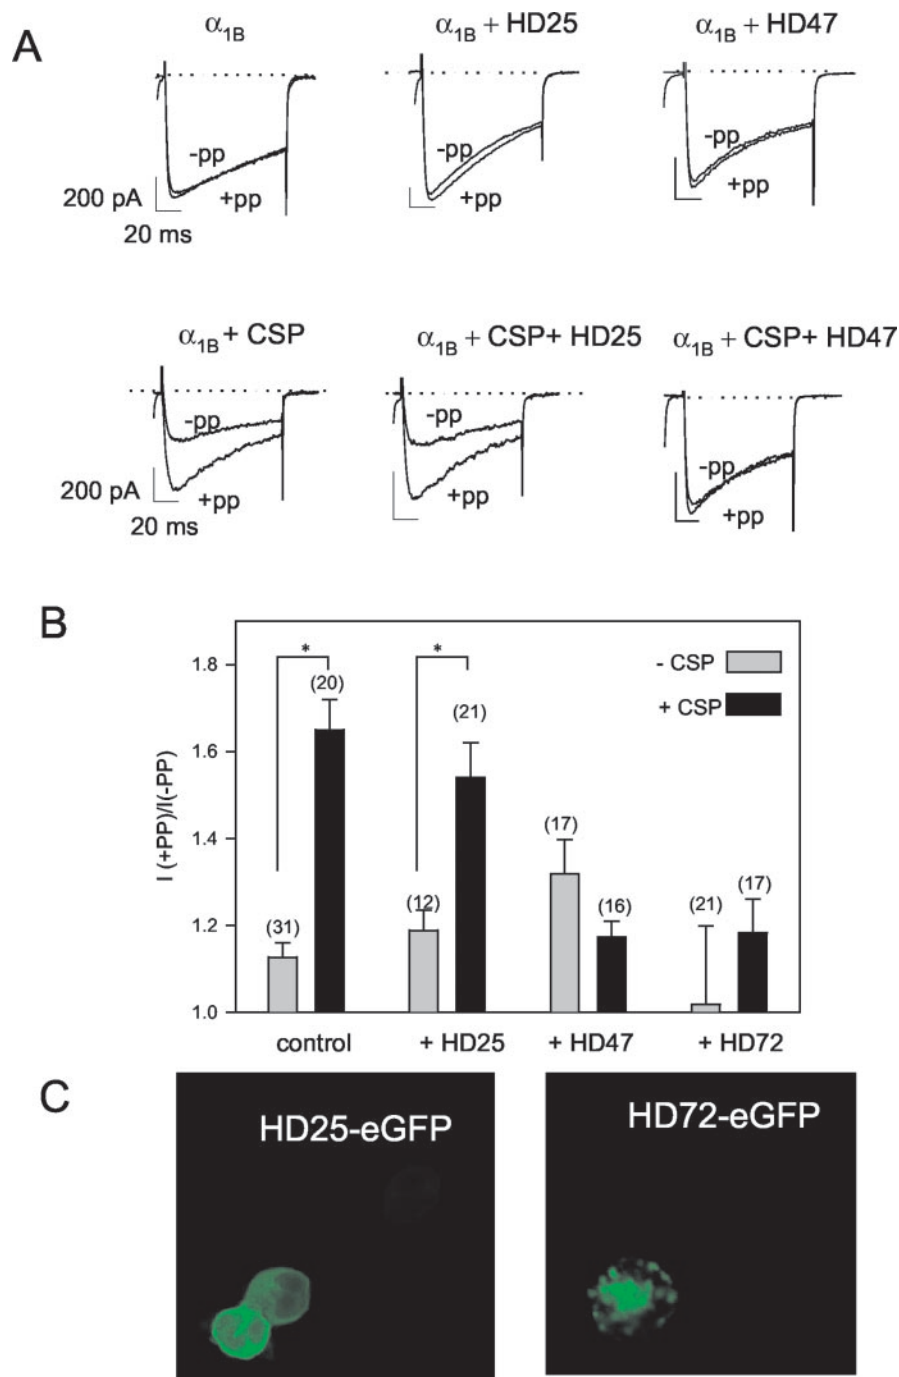 A
α1B
α1B + HD25
α1B + HD47
-pp
+pp
200 pA
20 ms
-pp
+pp
-pp
+pp
α1B + CSP
α1B + CSP+ HD25
α1B + CSP+ HD47
-pp
+pp
200 pA
20 ms
-pp
+pp
-pp
+pp
B
I (+PP)/I(-PP)
1.8
1.6
1.4
1.2
1.0
* *
- CSP
+ CSP
(31) (20) (12) (21) (17) (16) (21) (17)
control + HD25 + HD47 + HD72
C
HD25-eGFP
HD72-eGFP